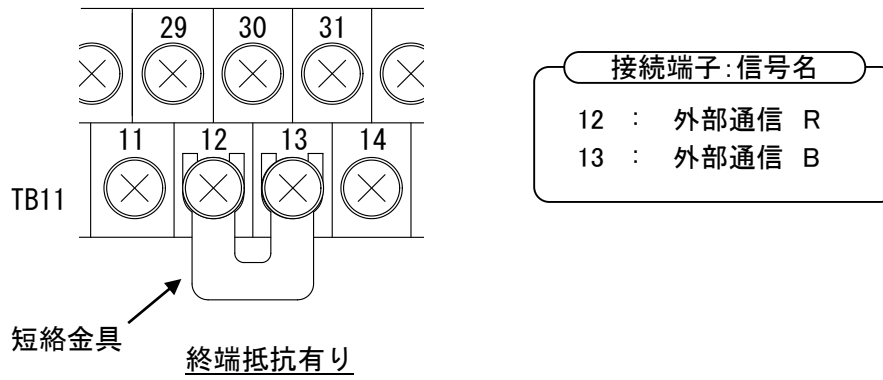 29 30 31
11 12 13 14
TB11
短絡金具
終端抵抗有り
接続端子:信号名
12 : 外部通信 R
13 : 外部通信 B